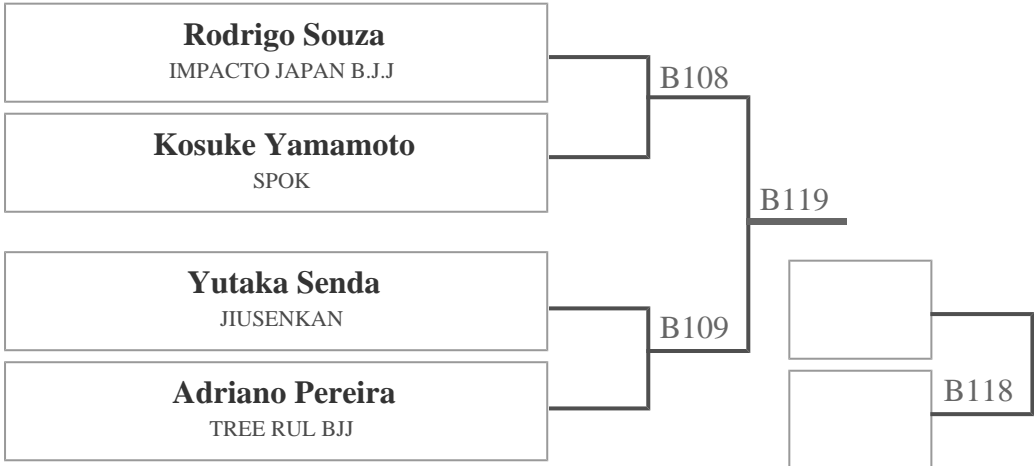 Rodrigo Souza
IMPACTO JAPAN B.J.J
B108
Kosuke Yamamoto
SPOK
B119
Yutaka Senda
JIUSENKAN
B109
Adriano Pereira
TREE RUL BJJ
B118